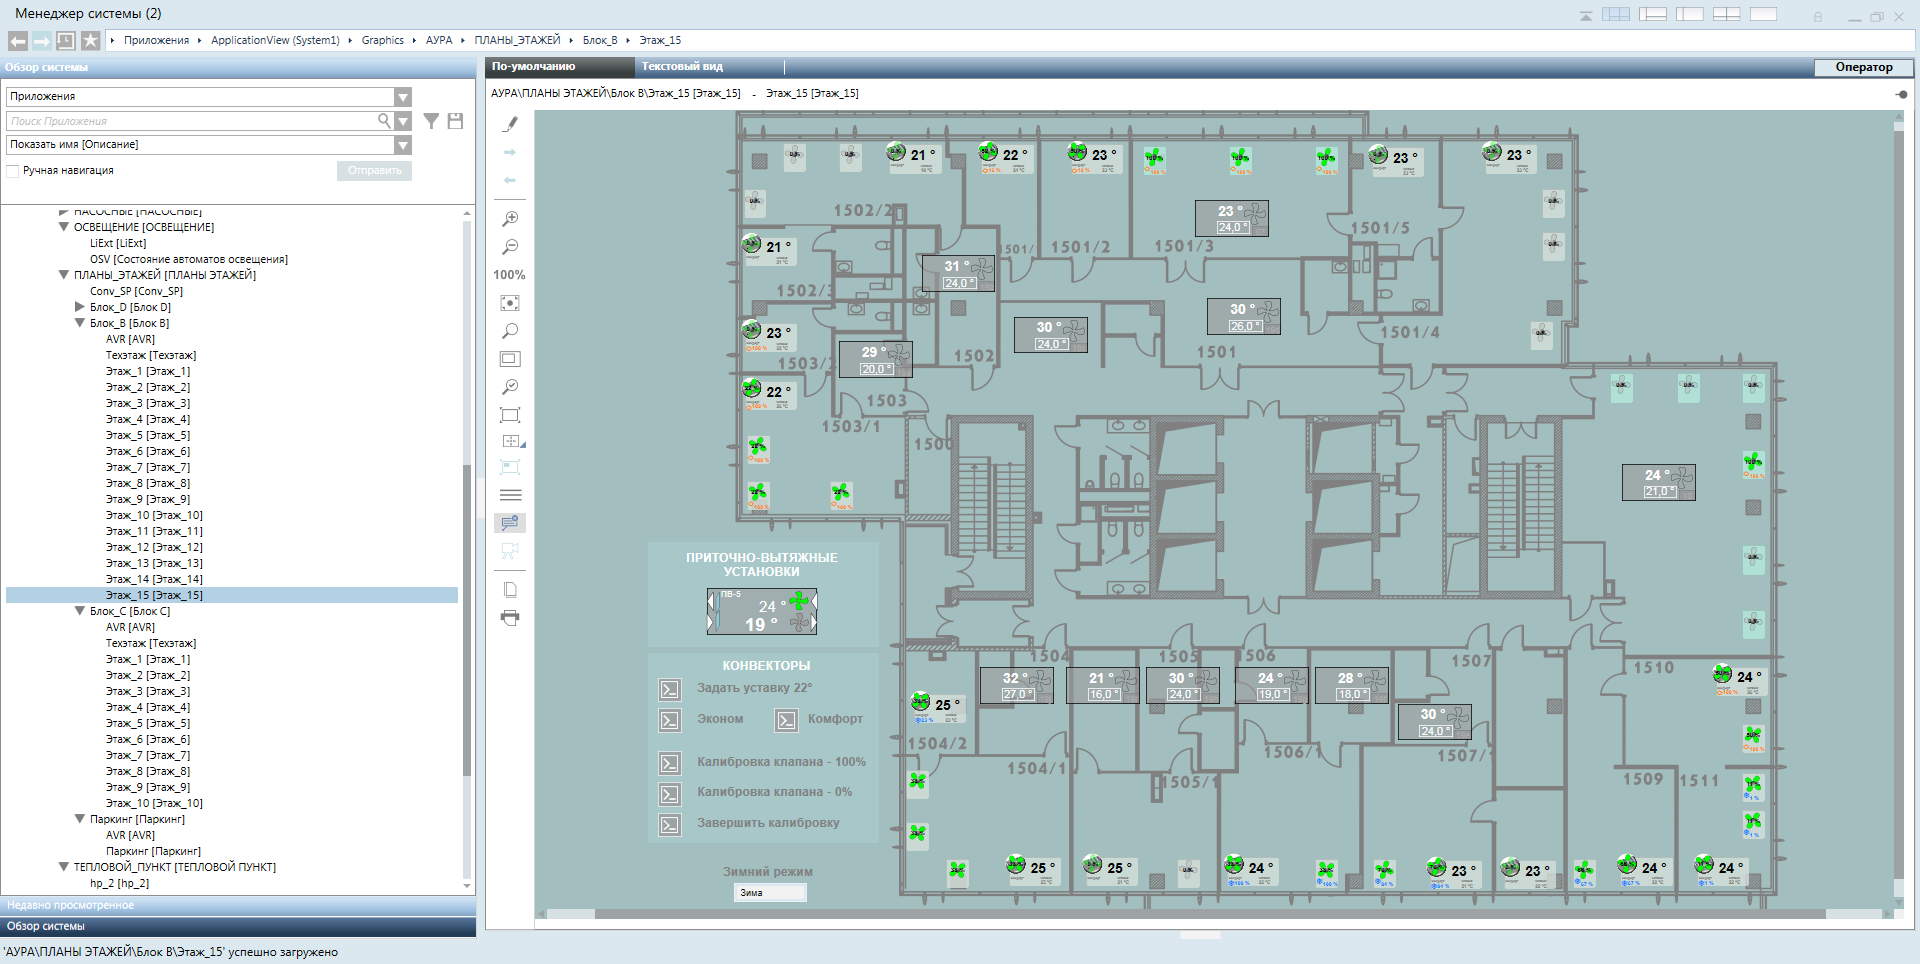 Менеджер системы (2)
Приложения ApplicationView (System1) Graphics АУРА ПЛАНЫ_ЭТАЖЕЙ Блок_B Этаж_15
Обзор системы
Приложения
Поиск Приложения
Показать имя [Описание]
Ручная навигация
Отправить
НАСОСНЫЕ [НАСОСНЫЕ]
ОСВЕЩЕНИЕ [ОСВЕЩЕНИЕ]
LiExt [LiExt]
OSV [Состояние автоматов освещения]
ПЛАНЫ_ЭТАЖЕЙ [ПЛАНЫ ЭТАЖЕЙ]
Conv_SP [Conv_SP]
Блок_D [Блок D]
Блок_B [Блок B]
AVR [AVR]
Техэтаж [Техэтаж]
Этаж_1 [Этаж_1]
Этаж_2 [Этаж_2]
Этаж_3 [Этаж_3]
Этаж_4 [Этаж_4]
Этаж_5 [Этаж_5]
Этаж_6 [Этаж_6]
Этаж_7 [Этаж_7]
Этаж_8 [Этаж_8]
Этаж_9 [Этаж_9]
Этаж_10 [Этаж_10]
Этаж_11 [Этаж_11]
Этаж_12 [Этаж_12]
Этаж_13 [Этаж_13]
Этаж_14 [Этаж_14]
Этаж_15 [Этаж_15]
Блок_C [Блок C]
AVR [AVR]
Техэтаж [Техэтаж]
Этаж_1 [Этаж_1]
Этаж_2 [Этаж_2]
Этаж_3 [Этаж_3]
Этаж_4 [Этаж_4]
Этаж_5 [Этаж_5]
Этаж_6 [Этаж_6]
Этаж_7 [Этаж_7]
Этаж_8 [Этаж_8]
Этаж_9 [Этаж_9]
Этаж_10 [Этаж_10]
Паркинг [Паркинг]
AVR [AVR]
Паркинг [Паркинг]
ТЕПЛОВОЙ_ПУНКТ [ТЕПЛОВОЙ ПУНКТ]
hp_2 [hp_2]
Недавно просмотренное
Обзор системы
'АУРА\ПЛАНЫ ЭТАЖЕЙ\Блок B\Этаж_15' успешно загружено
По-умолчанию Текстовый вид Оператор
АУРА\ПЛАНЫ ЭТАЖЕЙ\Блок B\Этаж_15 [Этаж_15] - Этаж_15 [Этаж_15]
100%
21 ° 22 ° 23 ° 23 ° 23 °
1502/2
23 °
24,0 °
1501/2 1501/3 1501/5
21 °
31 °
24,0 °
1502/3
30 °
26,0 °
23 °
30 °
24,0 °
1501/4
29 °
20,0 °
1502 1501
22 °
1503
1503/1
1500
24 °
21,0 °
ПРИТОЧНО-ВЫТЯЖНЫЕ
УСТАНОВКИ
ПВ-5
24 °
19 °
КОНВЕКТОРЫ
Задать уставку 22°
Эконом Комфорт
Калибровка клапана - 100%
Калибровка клапана - 0%
Завершить калибровку
Зимний режим
Зима
1504 1505 1506 1507 1510
32 ° 21 ° 30 ° 24 ° 28 °
27,0 ° 16,0 ° 24,0 ° 19,0 ° 18,0 °
24 °
25 °
30 °
24,0 °
1504/2 1504/1 1505/1 1506/1 1507/1
1509 1511
25 ° 25 ° 24 ° 23 ° 23 ° 24 ° 24 °